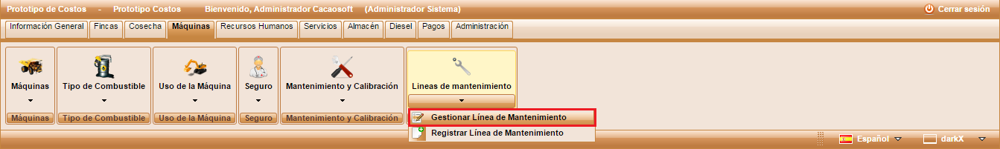 Prototipo de Costos - Prototipo Costos Bienvenido, Administrador Cacaosoft (Administrador Sistema) Cerrar sesión
Información General Fincas Cosecha Máquinas Recursos Humanos Servicios Almacén Diesel Pagos Administración
Máquinas Tipo de Combustible Uso de la Máquina Seguro Mantenimiento y Calibración Lineas de mantenimiento
Máquinas Tipo de Combustible Uso de la Máquina Seguro Mantenimiento y Calibración
Gestionar Línea de Mantenimiento
Registrar Línea de Mantenimiento
Español darkX